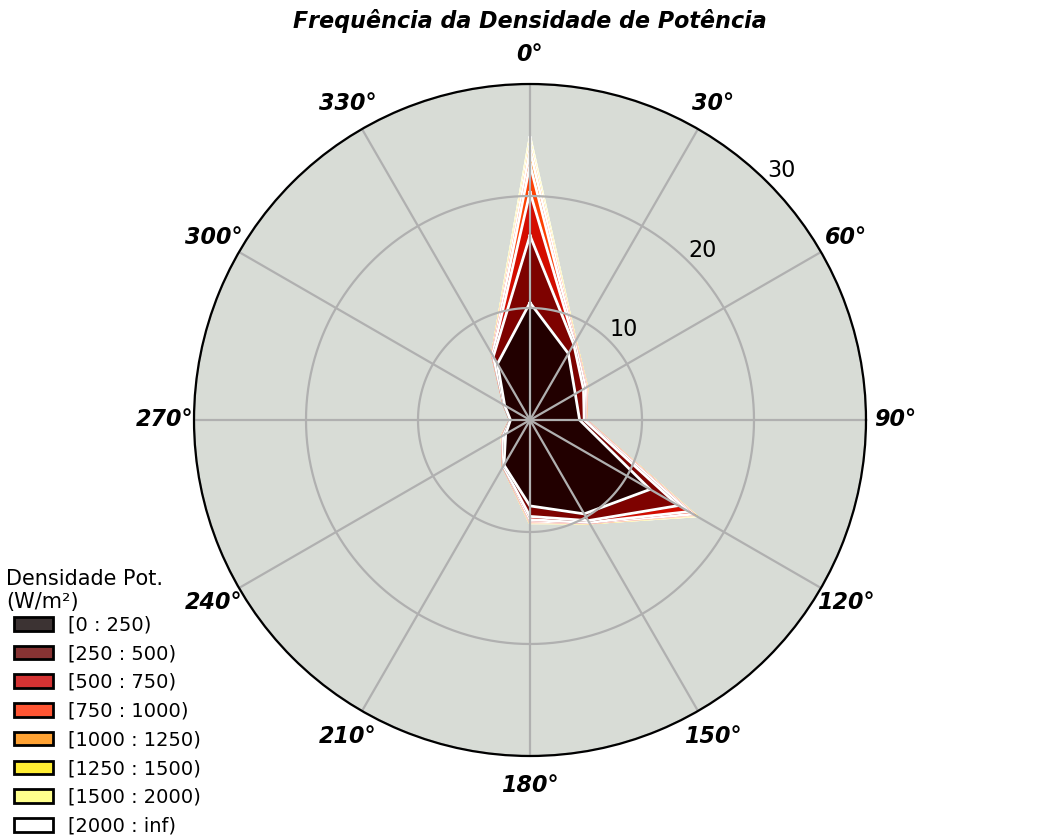 Frequência da Densidade de Potência
0°
330°
30°
30
300°
60°
20
10
270°
90°
240°
120°
210°
150°
180°
Densidade Pot.
(W/m²)
[0 : 250)
[250 : 500)
[500 : 750)
[750 : 1000)
[1000 : 1250)
[1250 : 1500)
[1500 : 2000)
[2000 : inf)